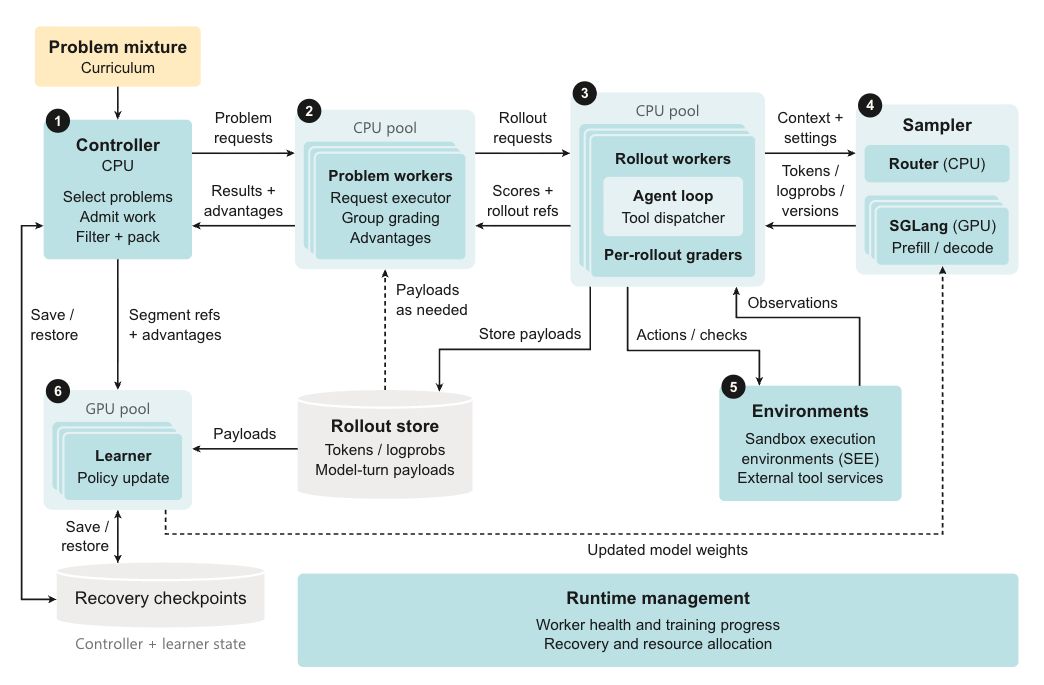 Problem mixture
Curriculum
1
Controller
CPU
Select problems
Admit work
Filter + pack
Problem
requests
Results +
advantages
2
CPU pool
Problem workers
Request executor
Group grading
Advantages
Rollout
requests
Scores +
rollout refs
3
CPU pool
Rollout workers
Agent loop
Tool dispatcher
Per-rollout graders
Context +
settings
Tokens /
logprobs /
versions
4
Sampler
Router (CPU)
SGLang (GPU)
Prefill / decode
Save /
restore
Segment refs
+ advantages
Payloads
as needed
Store payloads
Actions / checks
Observations
5
Environments
Sandbox execution
environments (SEE)
External tool services
6
GPU pool
Learner
Policy update
Payloads
Rollout store
Tokens / logprobs
Model-turn payloads
Save /
restore
Updated model weights
Recovery checkpoints
Controller + learner state
Runtime management
Worker health and training progress
Recovery and resource allocation